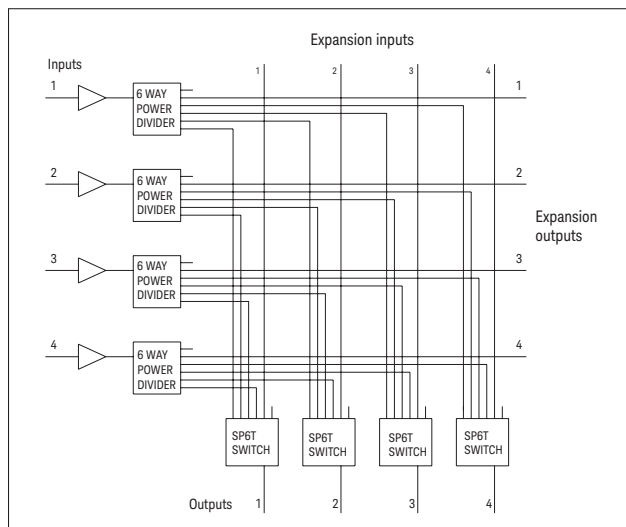 Expansion inputs
Inputs
1 2 3 4
1 6 WAY POWER DIVIDER 1
2 6 WAY POWER DIVIDER 2
Expansion outputs
3 6 WAY POWER DIVIDER 3
4 6 WAY POWER DIVIDER 4
SP6T SWITCH SP6T SWITCH SP6T SWITCH SP6T SWITCH
Outputs 1 2 3 4